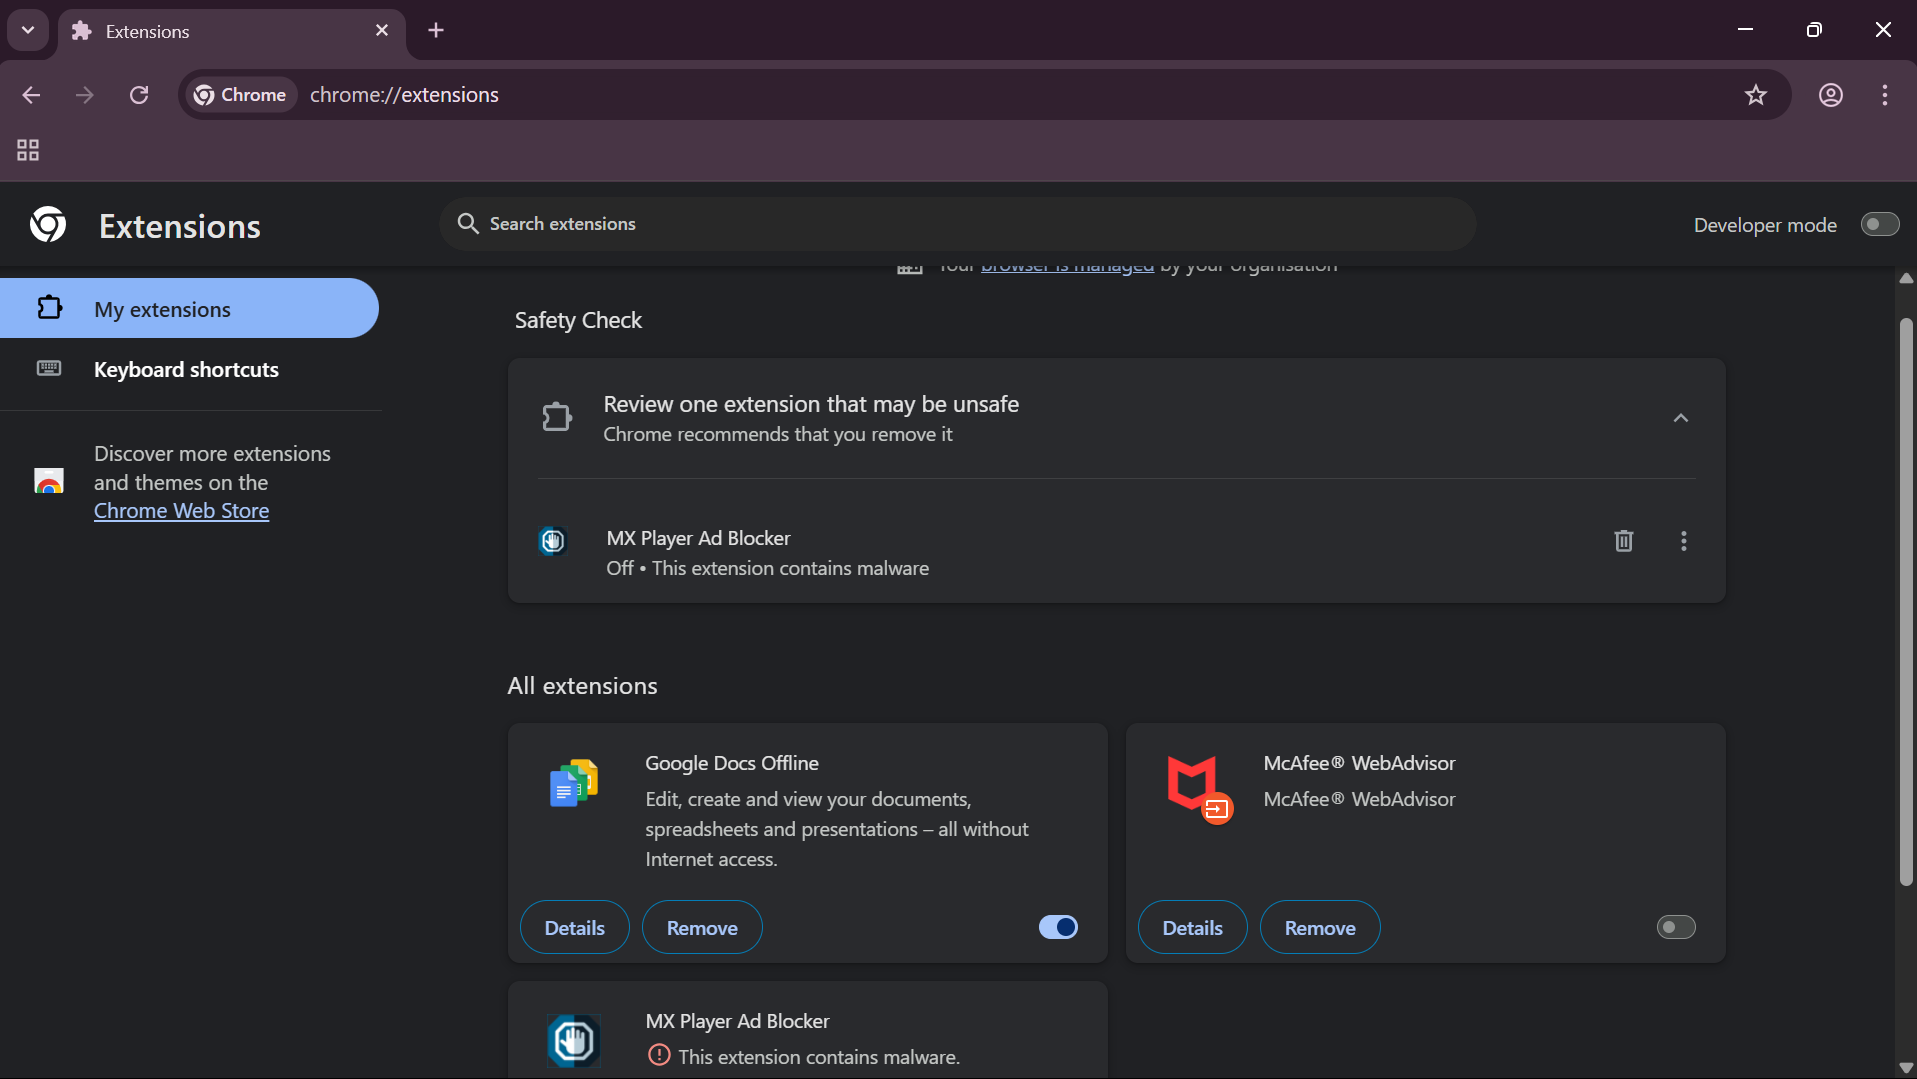 Extensions
Chrome
chrome://extensions
Extensions
Search extensions
Developer mode
Your browser is managed by your organisation
My extensions
Keyboard shortcuts
Discover more extensions
and themes on the
Chrome Web Store
Safety Check
Review one extension that may be unsafe
Chrome recommends that you remove it
MX Player Ad Blocker
Off • This extension contains malware
All extensions
Google Docs Offline
Edit, create and view your documents,
spreadsheets and presentations – all without
Internet access.
Details
Remove
McAfee® WebAdvisor
McAfee® WebAdvisor
Details
Remove
MX Player Ad Blocker
This extension contains malware.